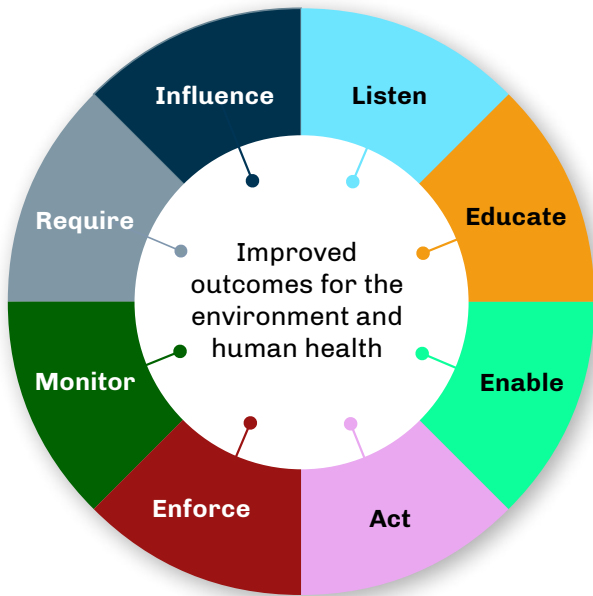 Influence
Listen
Educate
Enable
Act
Enforce
Monitor
Require
Improved
outcomes for the
environment and
human health